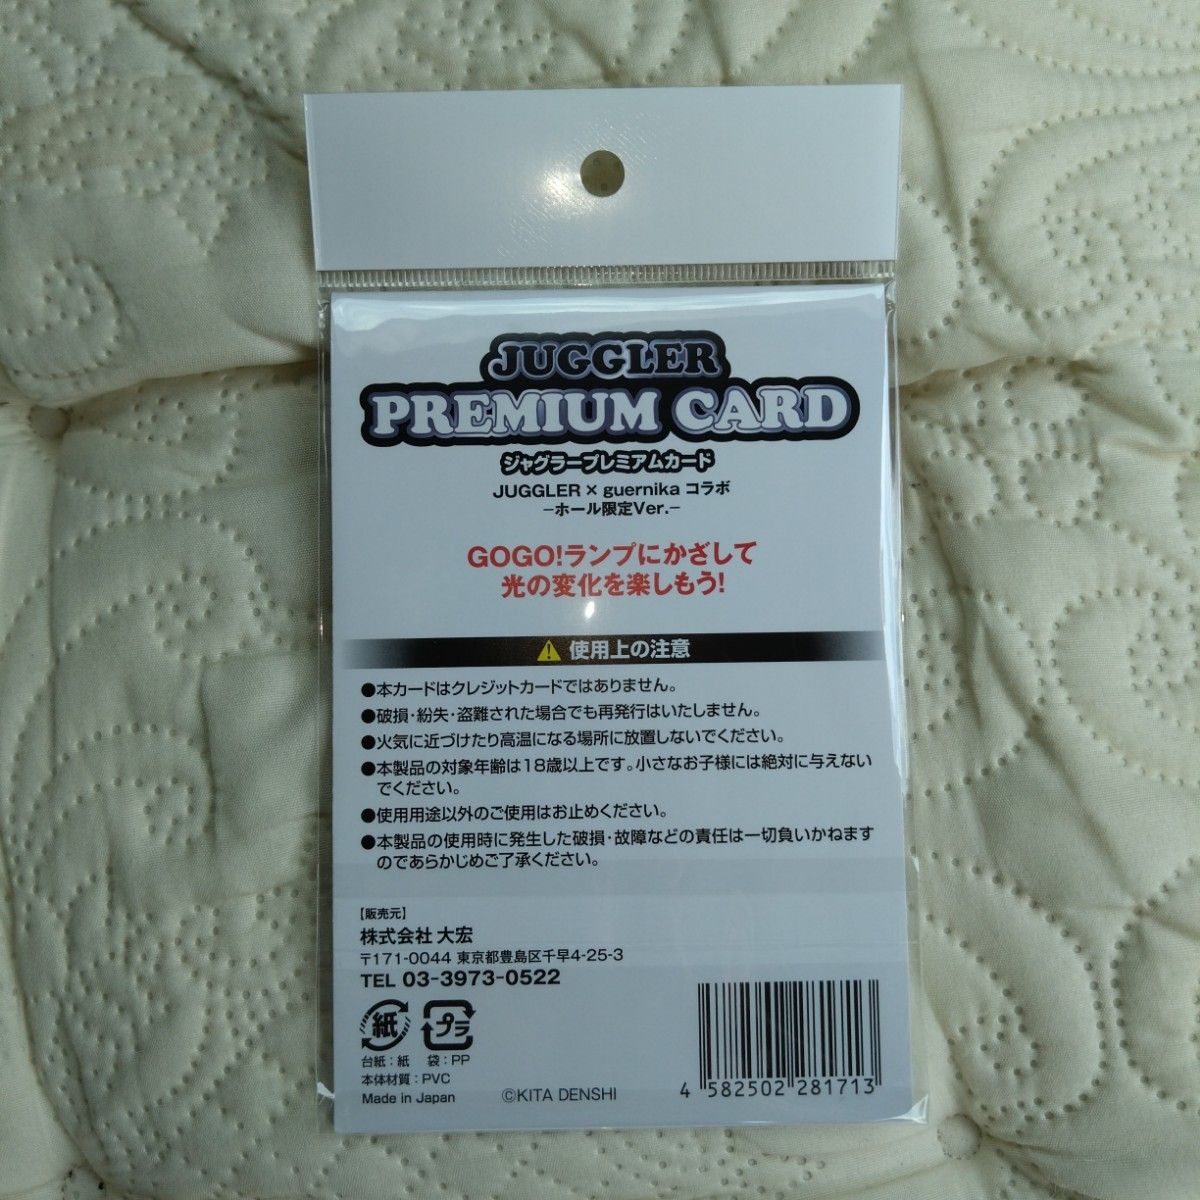 JUGGLER
PREMIUM CARD
ジャグラープレミアムカード
JUGGLER × guernika コラボ
−ホール限定Ver.−
GOGO!ランプにかざして
光の変化を楽しもう!
使用上の注意
●本カードはクレジットカードではありません。
●破損・紛失・盗難された場合でも再発行はいたしません。
●火気に近づけたり高温になる場所に放置しないでください。
●本製品の対象年齢は18歳以上です。小さなお子様には絶対に与えない
でください。
●使用用途以外のご使用はお止めください。
●本製品の使用時に発生した破損・故障などの責任は一切負いかねます
のであらかじめご了承ください。
【販売元】
株式会社 大宏
〒171-0044 東京都豊島区千早4-25-3
TEL 03-3973-0522
紙 プラ
台紙：紙 袋：PP
本体材質：PVC
Made in Japan
©KITA DENSHI
4 582502 281713